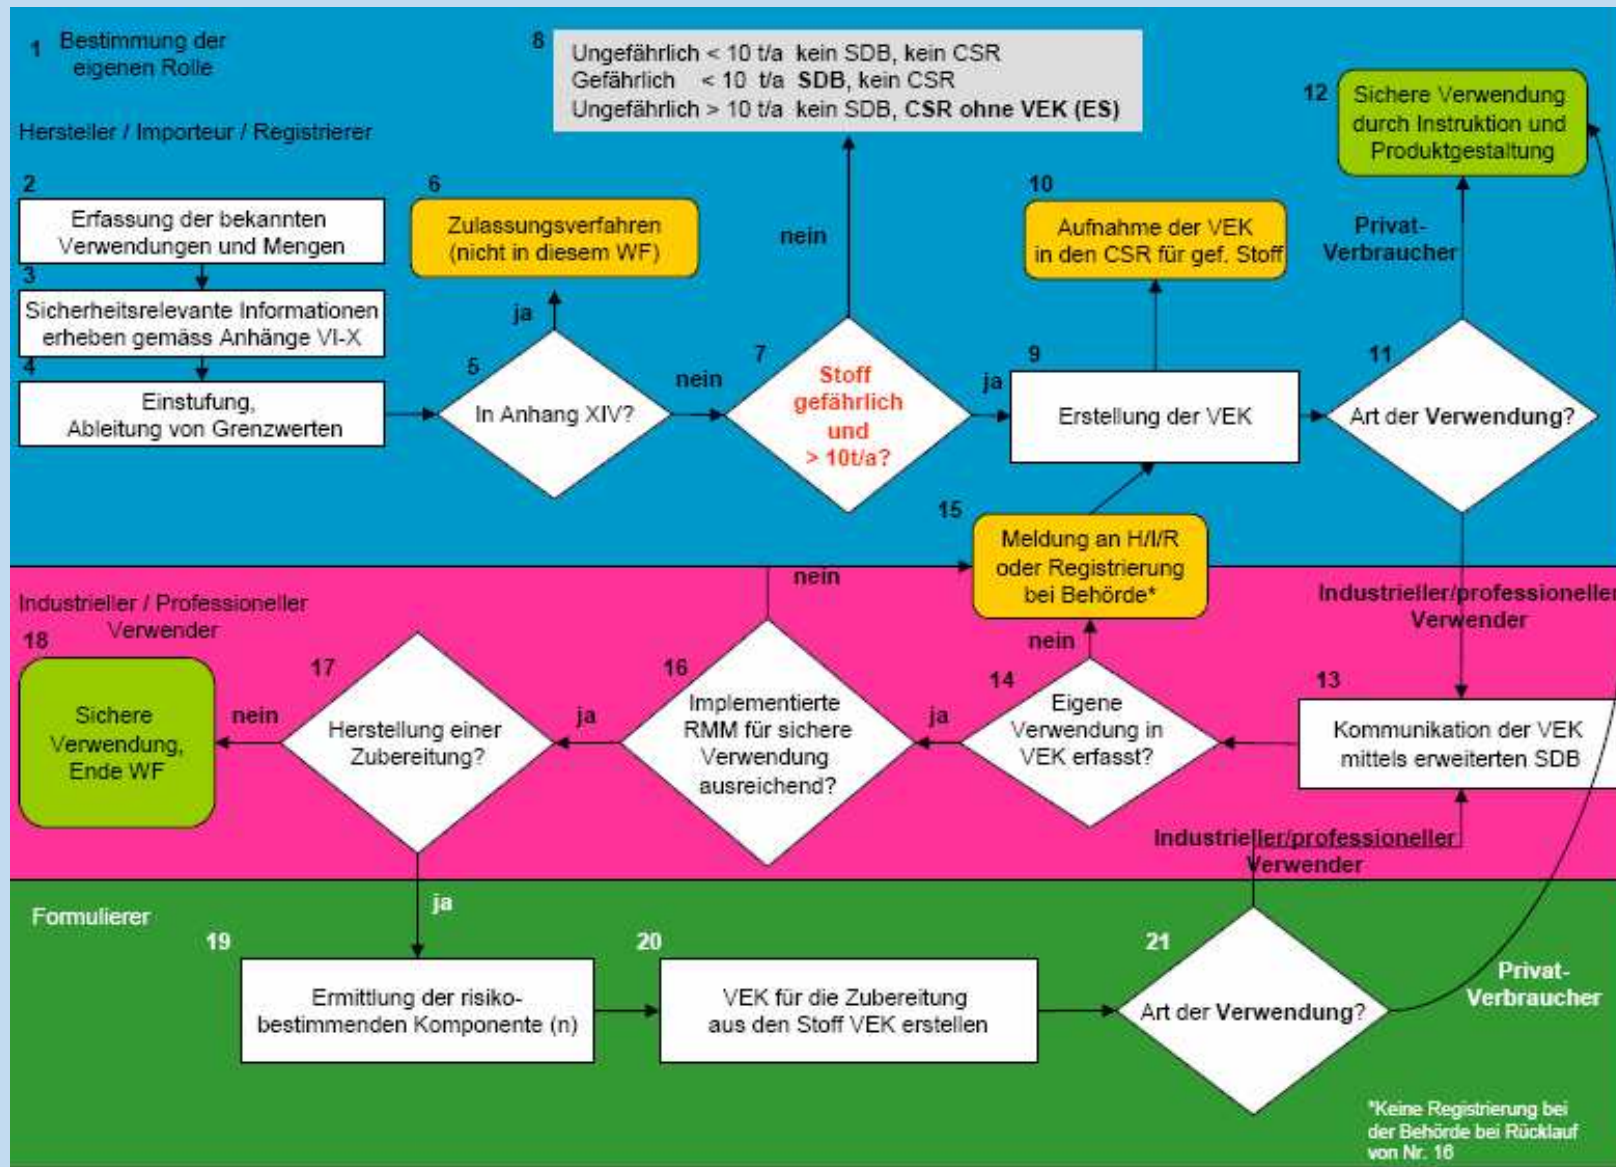 1 Bestimmung der
eigenen Rolle
Hersteller / Importeur / Registrierer
2
Erfassung der bekannten
Verwendungen und Mengen
3
Sicherheitsrelevante Informationen
erheben gemäss Anhänge VI-X
4
Einstufung,
Ableitung von Grenzwerten
5
In Anhang XIV?
ja
6
Zulassungsverfahren
(nicht in diesem WF)
nein
7
Stoff
gefährlich
und
> 10t/a?
nein
8
Ungefährlich < 10 t/a kein SDB, kein CSR
Gefährlich < 10 t/a SDB, kein CSR
Ungefährlich > 10 t/a kein SDB, CSR ohne VEK (ES)
ja
9
Erstellung der VEK
10
Aufnahme der VEK
in den CSR für gef. Stoff
11
Art der Verwendung?
Privat-
Verbraucher
12
Sichere Verwendung
durch Instruktion und
Produktgestaltung
15
Meldung an H/I/R
oder Registrierung
bei Behörde*
Industrieller / Professioneller
Verwender
Industrieller/professioneller
Verwender
13
Kommunikation der VEK
mittels erweiterten SDB
14
Eigene
Verwendung in
VEK erfasst?
nein
ja
16
Implementierte
RMM für sichere
Verwendung
ausreichend?
nein
ja
17
Herstellung einer
Zubereitung?
nein
18
Sichere
Verwendung,
Ende WF
ja
Industrieller/professioneller
Verwender
Formulierer
19
Ermittlung der risiko-
bestimmenden Komponente (n)
20
VEK für die Zubereitung
aus den Stoff VEK erstellen
21
Art der Verwendung?
Privat-
Verbraucher
*Keine Registrierung bei
der Behörde bei Rücklauf
von Nr. 16